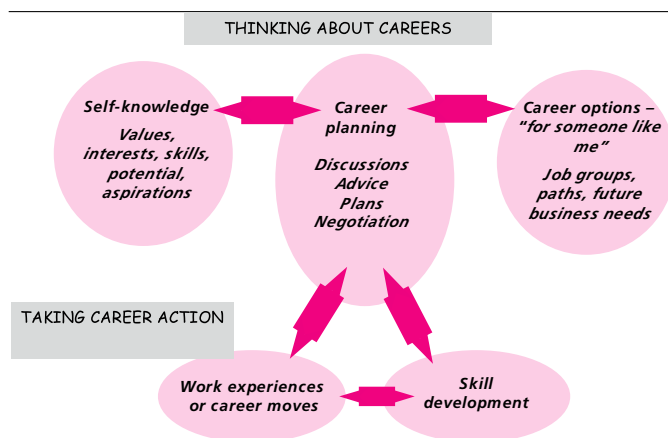 THINKING ABOUT CAREERS
Self-knowledge
Values,
interests, skills,
potential,
aspirations
Career
planning
Discussions
Advice
Plans
Negotiation
Career options –
“for someone like
me”
Job groups,
paths, future
business needs
TAKING CAREER ACTION
Work experiences
or career moves
Skill
development